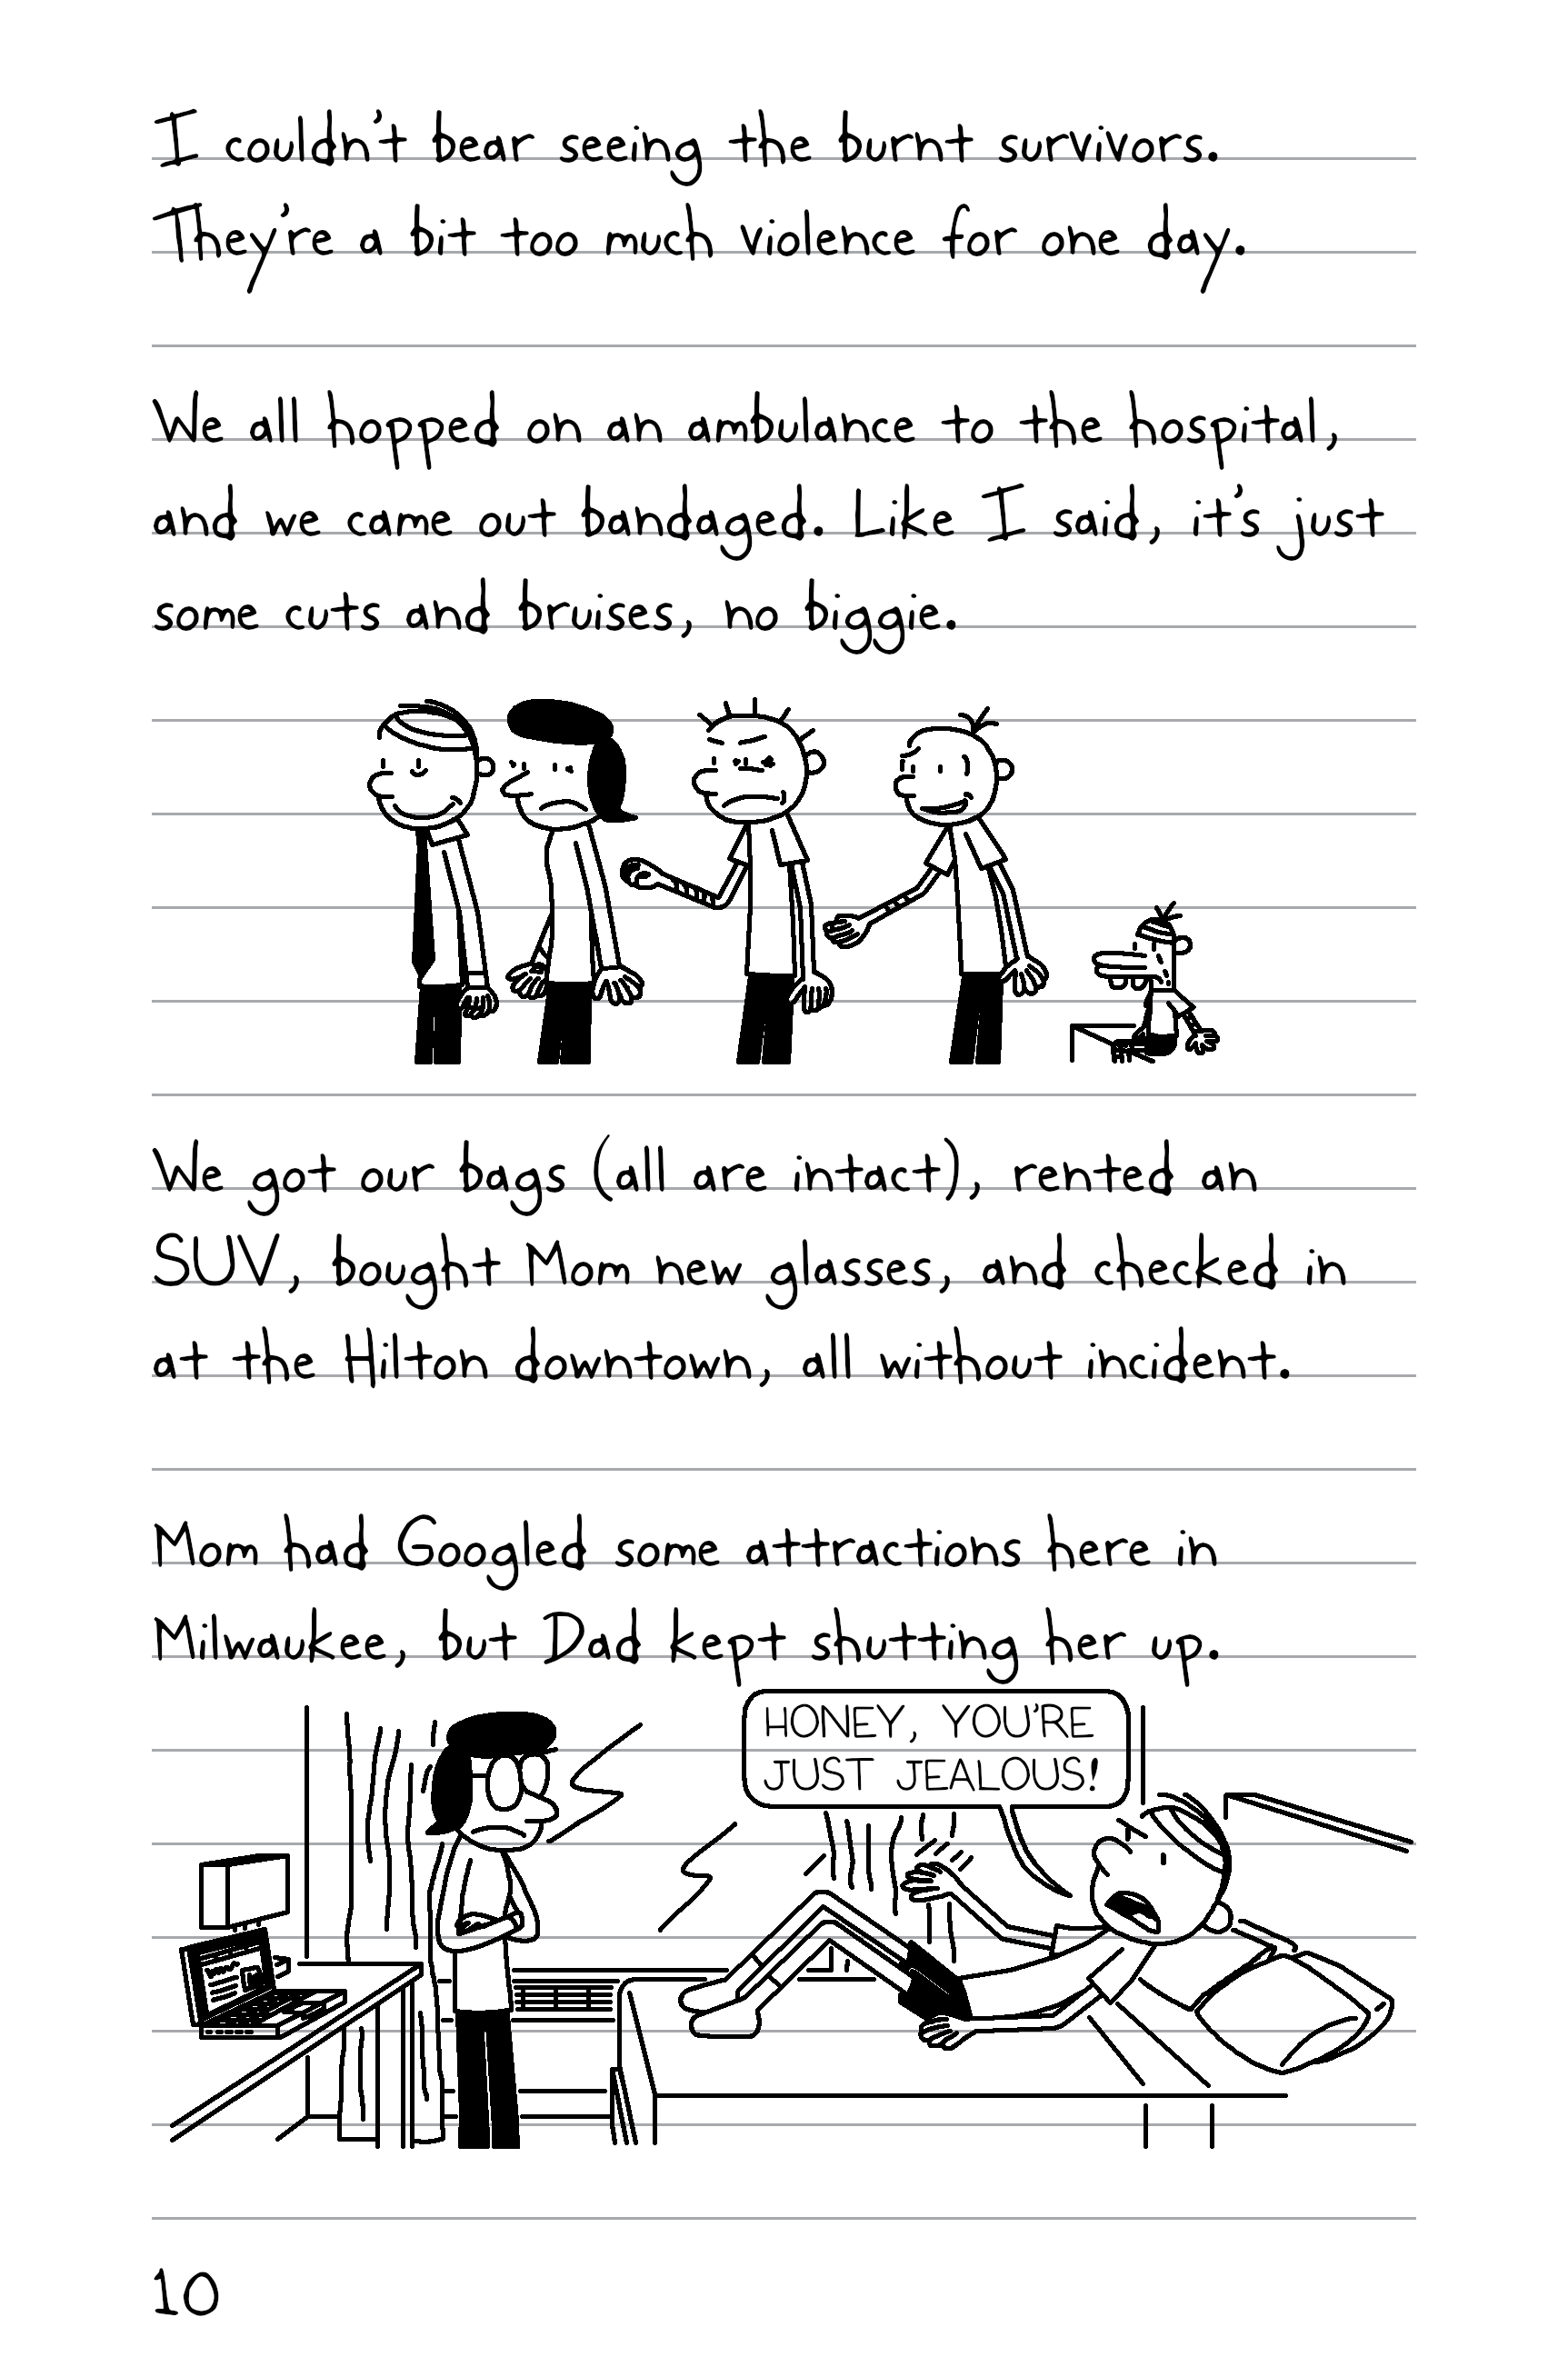 I couldn't bear seeing the burnt survivors.
They're a bit too much violence for one day.
We all hopped on an ambulance to the hospital,
and we came out bandaged. Like I said, it's just
some cuts and bruises, no biggie.
We got our bags (all are intact), rented an
SUV, bought Mom new glasses, and checked in
at the Hilton downtown, all without incident.
Mom had Googled some attractions here in
Milwaukee, but Dad kept shutting her up.
HONEY, YOU'RE
JUST JEALOUS!
10